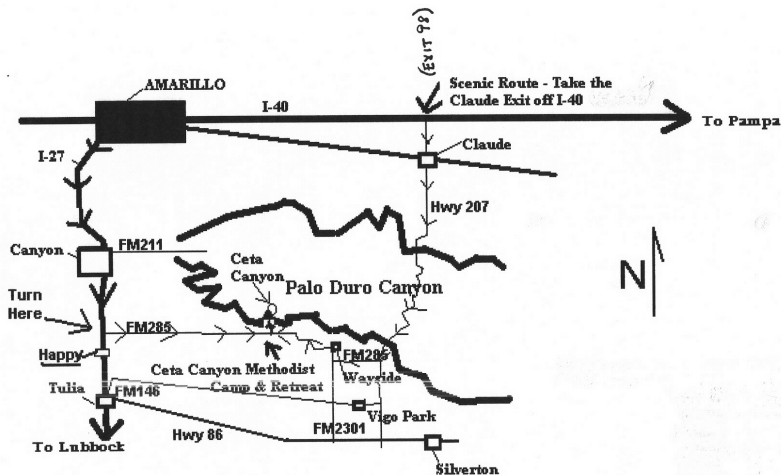 (EXIT 98)
AMARILLO
Scenic Route - Take the
Claude Exit off I-40
I-40
To Pampa
I-27
Claude
Hwy 207
Canyon
FM211
Ceta
Canyon
Palo Duro Canyon
N
Turn
Here
FM285
Happy
FM285
Ceta Canyon Methodist
Camp & Retreat
Wayside
Tulia
FM146
Vigo Park
Hwy 86
FM2301
To Lubbock
Silverton